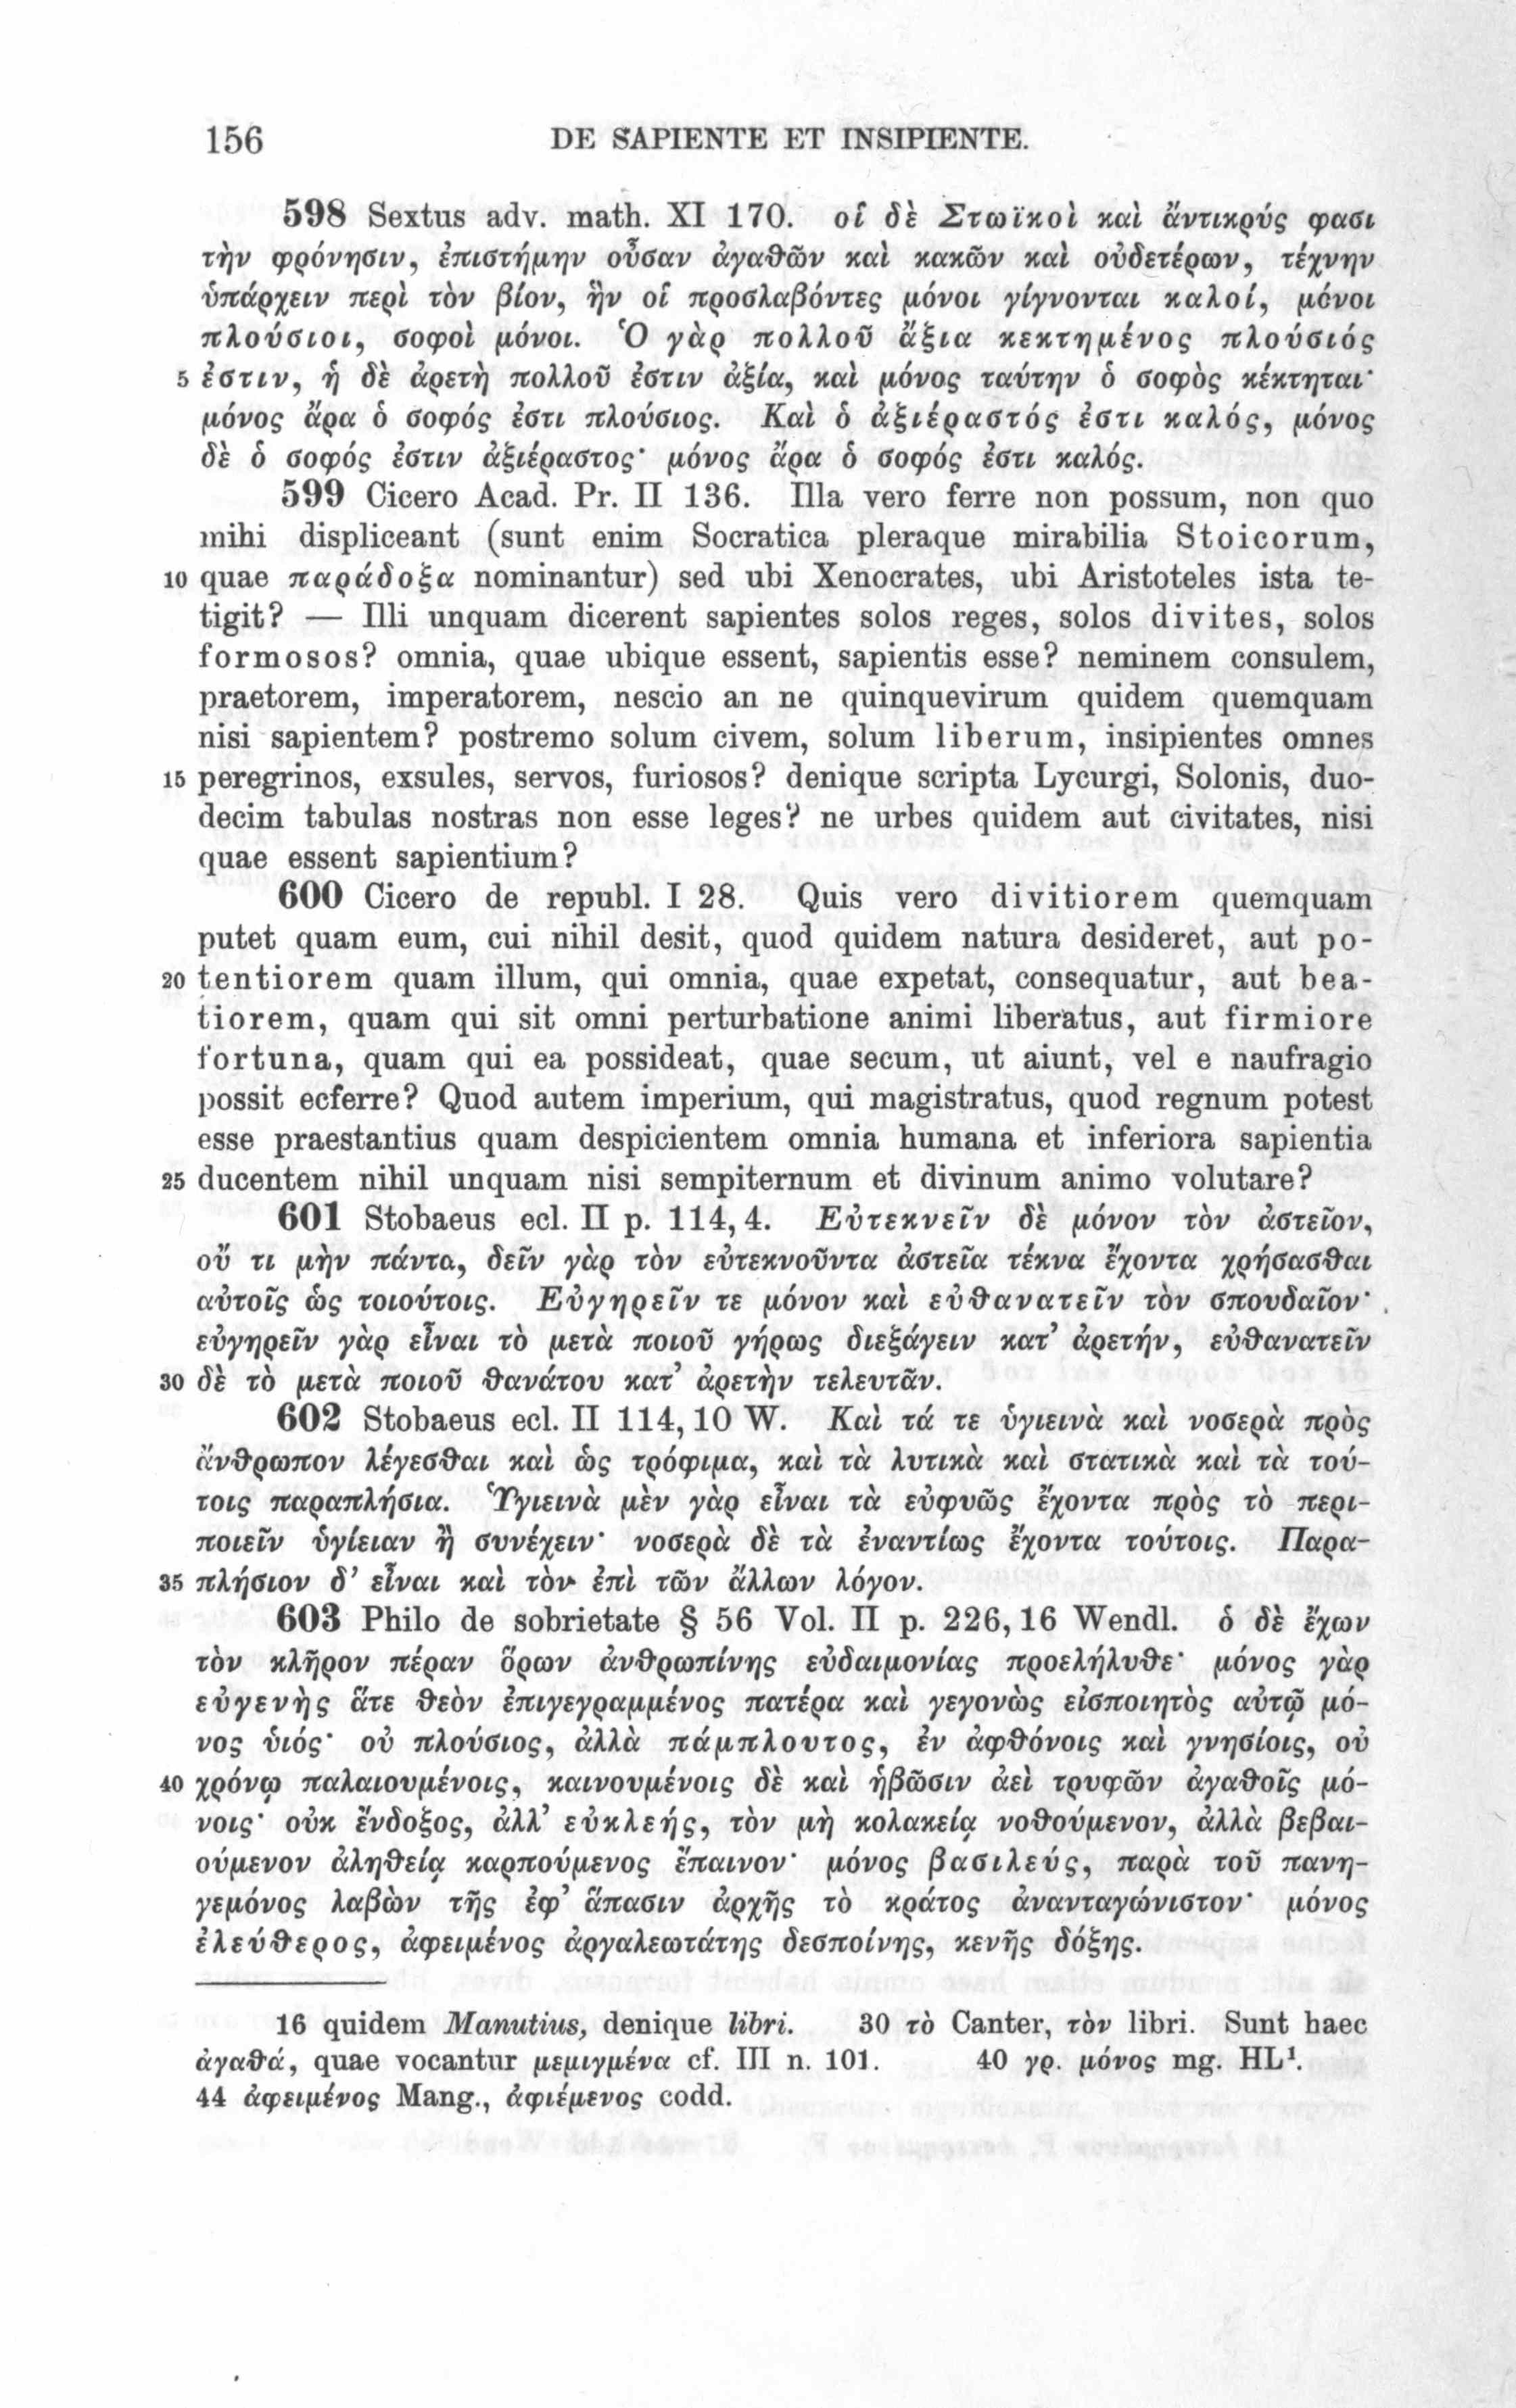 156 DE SAPIENTE ET INSIPIENTE.
598 Sextus adv. math. XI 170. οἱ δὲ Στωϊκοὶ καὶ ἄντικρύς φασι
τὴν φρόνησιν, ἐπιστήμην οὖσαν ἀγαθῶν καὶ κακῶν καὶ οὐδετέρων, τέχνην
ὑπάρχειν περὶ τὸν βίον, ἣν οἱ προσλαβόντες μόνοι γίγνονται καλοί, μόνοι
πλούσιοι, σοφοὶ μόνοι. Ὁ γὰρ πολλοῦ ἄξια κεκτημένος πλούσιός
5 ἐστιν, ἡ δὲ ἀρετὴ πολλοῦ ἐστιν ἀξία, καὶ μόνος ταύτην ὁ σοφὸς κέκτηται·
μόνος ἄρα ὁ σοφός ἐστι πλούσιος. Καὶ ὁ ἀξιέραστός ἐστι καλός, μόνος
δὲ ὁ σοφός ἐστιν ἀξιέραστος· μόνος ἄρα ὁ σοφός ἐστι καλός.
599 Cicero Acad. Pr. II 136. Illa vero ferre non possum, non quo
mihi displiceant (sunt enim Socratica pleraque mirabilia Stoicorum,
10 quae παράδοξα nominantur) sed ubi Xenocrates, ubi Aristoteles ista te-
tigit? — Illi unquam dicerent sapientes solos reges, solos divites, solos
formosos? omnia, quae ubique essent, sapientis esse? neminem consulem,
praetorem, imperatorem, nescio an ne quinquevirum quidem quemquam
nisi sapientem? postremo solum civem, solum liberum, insipientes omnes
15 peregrinos, exsules, servos, furiosos? denique scripta Lycurgi, Solonis, duo-
decim tabulas nostras non esse leges? ne urbes quidem aut civitates, nisi
quae essent sapientium?
600 Cicero de republ. I 28. Quis vero divitiorem quemquam
putet quam eum, cui nihil desit, quod quidem natura desideret, aut po-
20 tentiorem quam illum, qui omnia, quae expetat, consequatur, aut bea-
tiorem, quam qui sit omni perturbatione animi liberatus, aut firmiore
fortuna, quam qui ea possideat, quae secum, ut aiunt, vel e naufragio
possit ecferre? Quod autem imperium, qui magistratus, quod regnum potest
esse praestantius quam despicientem omnia humana et inferiora sapientia
25 ducentem nihil unquam nisi sempiternum et divinum animo volutare?
601 Stobaeus ecl. II p. 114, 4. Εὐτεκνεῖν δὲ μόνον τὸν ἀστεῖον,
οὔ τι μὴν πάντα, δεῖν γὰρ τὸν εὐτεκνοῦντα ἀστεῖα τέκνα ἔχοντα χρήσασθαι
αὐτοῖς ὡς τοιούτοις. Εὐγηρεῖν τε μόνον καὶ εὐθανατεῖν τὸν σπουδαῖον·
εὐγηρεῖν γὰρ εἶναι τὸ μετὰ ποιοῦ γήρως διεξάγειν κατ’ ἀρετήν, εὐθανατεῖν
30 δὲ τὸ μετὰ ποιοῦ θανάτου κατ’ ἀρετὴν τελευτᾶν.
602 Stobaeus ecl. II 114, 10 W. Καὶ τά τε ὑγιεινὰ καὶ νοσερὰ πρὸς
ἄνθρωπον λέγεσθαι καὶ ὡς τρόφιμα, καὶ τὰ λυτικὰ καὶ στατικὰ καὶ τὰ τού-
τοις παραπλήσια. Ὑγιεινὰ μὲν γὰρ εἶναι τὰ εὐφυῶς ἔχοντα πρὸς τὸ περι-
ποιεῖν ὑγίειαν ἢ συνέχειν· νοσερὰ δὲ τὰ ἐναντίως ἔχοντα τούτοις. Παρα-
35 πλήσιον δ’ εἶναι καὶ τὸν ἐπὶ τῶν ἄλλων λόγον.
603 Philo de sobrietate § 56 Vol. II p. 226, 16 Wendl. ὁ δὲ ἔχων
τὸν κλῆρον πέραν ὅρων ἀνθρωπίνης εὐδαιμονίας προελήλυθε· μόνος γὰρ
εὐγενὴς ἅτε θεὸν ἐπιγεγραμμένος πατέρα καὶ γεγονὼς εἰσποιητὸς αὐτῷ μό-
νος ὑιός· οὐ πλούσιος, ἀλλὰ πάμπλουτος, ἐν ἀφθόνοις καὶ γνησίοις, οὐ
40 χρόνῳ παλαιουμένοις, καινουμένοις δὲ καὶ ἡβῶσιν ἀεὶ τρυφῶν ἀγαθοῖς μό-
νοις· οὐκ ἔνδοξος, ἀλλ’ εὐκλεής, τὸν μὴ κολακείᾳ νοθούμενον, ἀλλὰ βεβαι-
ούμενον ἀληθείᾳ καρπούμενος ἔπαινον· μόνος βασιλεύς, παρὰ τοῦ πανη-
γεμόνος λαβὼν τῆς ἐφ’ ἅπασιν ἀρχῆς τὸ κράτος ἀνανταγώνιστον· μόνος
ἐλεύθερος, ἀφειμένος ἀργαλεωτάτης δεσποίνης, κενῆς δόξης.
16 quidem Manutius, denique libri. 30 τὸ Canter, τὸν libri. Sunt haec
ἀγαθά, quae vocantur μεμιγμένα cf. III n. 101. 40 γρ. μόνος mg. HL¹.
44 ἀφειμένος Mang., ἀφιέμενος codd.